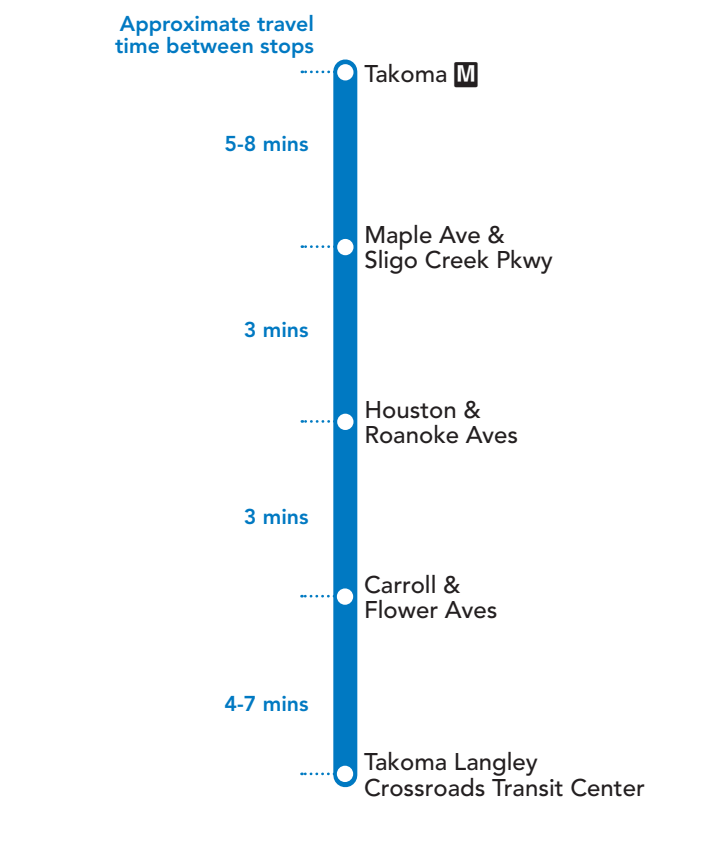 Approximate travel
time between stops
Takoma M
5-8 mins
Maple Ave &
Sligo Creek Pkwy
3 mins
Houston &
Roanoke Aves
3 mins
Carroll &
Flower Aves
4-7 mins
Takoma Langley
Crossroads Transit Center